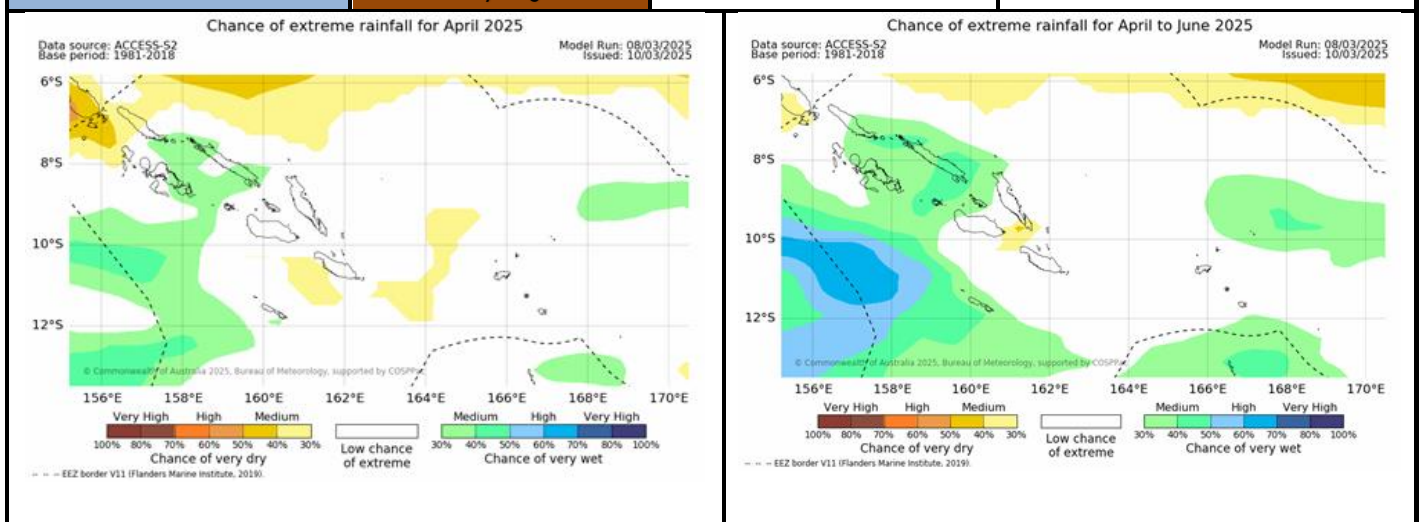 Chance of extreme rainfall for April 2025
Data source: ACCESS-S2
Base period: 1981-2018
Model Run: 08/03/2025
Issued: 10/03/2025
6°S
8°S
10°S
12°S
© Commonwealth of Australia 2025, Bureau of Meteorology, supported by COSPPac
156°E 158°E 160°E 162°E 164°E 166°E 168°E 170°E
Very High High Medium
100% 80% 70% 60% 50% 40% 30%
Chance of very dry
Low chance
of extreme
Medium High Very High
30% 40% 50% 60% 70% 80% 100%
Chance of very wet
EEZ border V11 (Flanders Marine Institute, 2019).
Chance of extreme rainfall for April to June 2025
Data source: ACCESS-S2
Base period: 1981-2018
Model Run: 08/03/2025
Issued: 10/03/2025
6°S
8°S
10°S
12°S
© Commonwealth of Australia 2025, Bureau of Meteorology, supported by COSPPac
156°E 158°E 160°E 162°E 164°E 166°E 168°E 170°E
Very High High Medium
100% 80% 70% 60% 50% 40% 30%
Chance of very dry
Low chance
of extreme
Medium High Very High
30% 40% 50% 60% 70% 80% 100%
Chance of very wet
EEZ border V11 (Flanders Marine Institute, 2019).